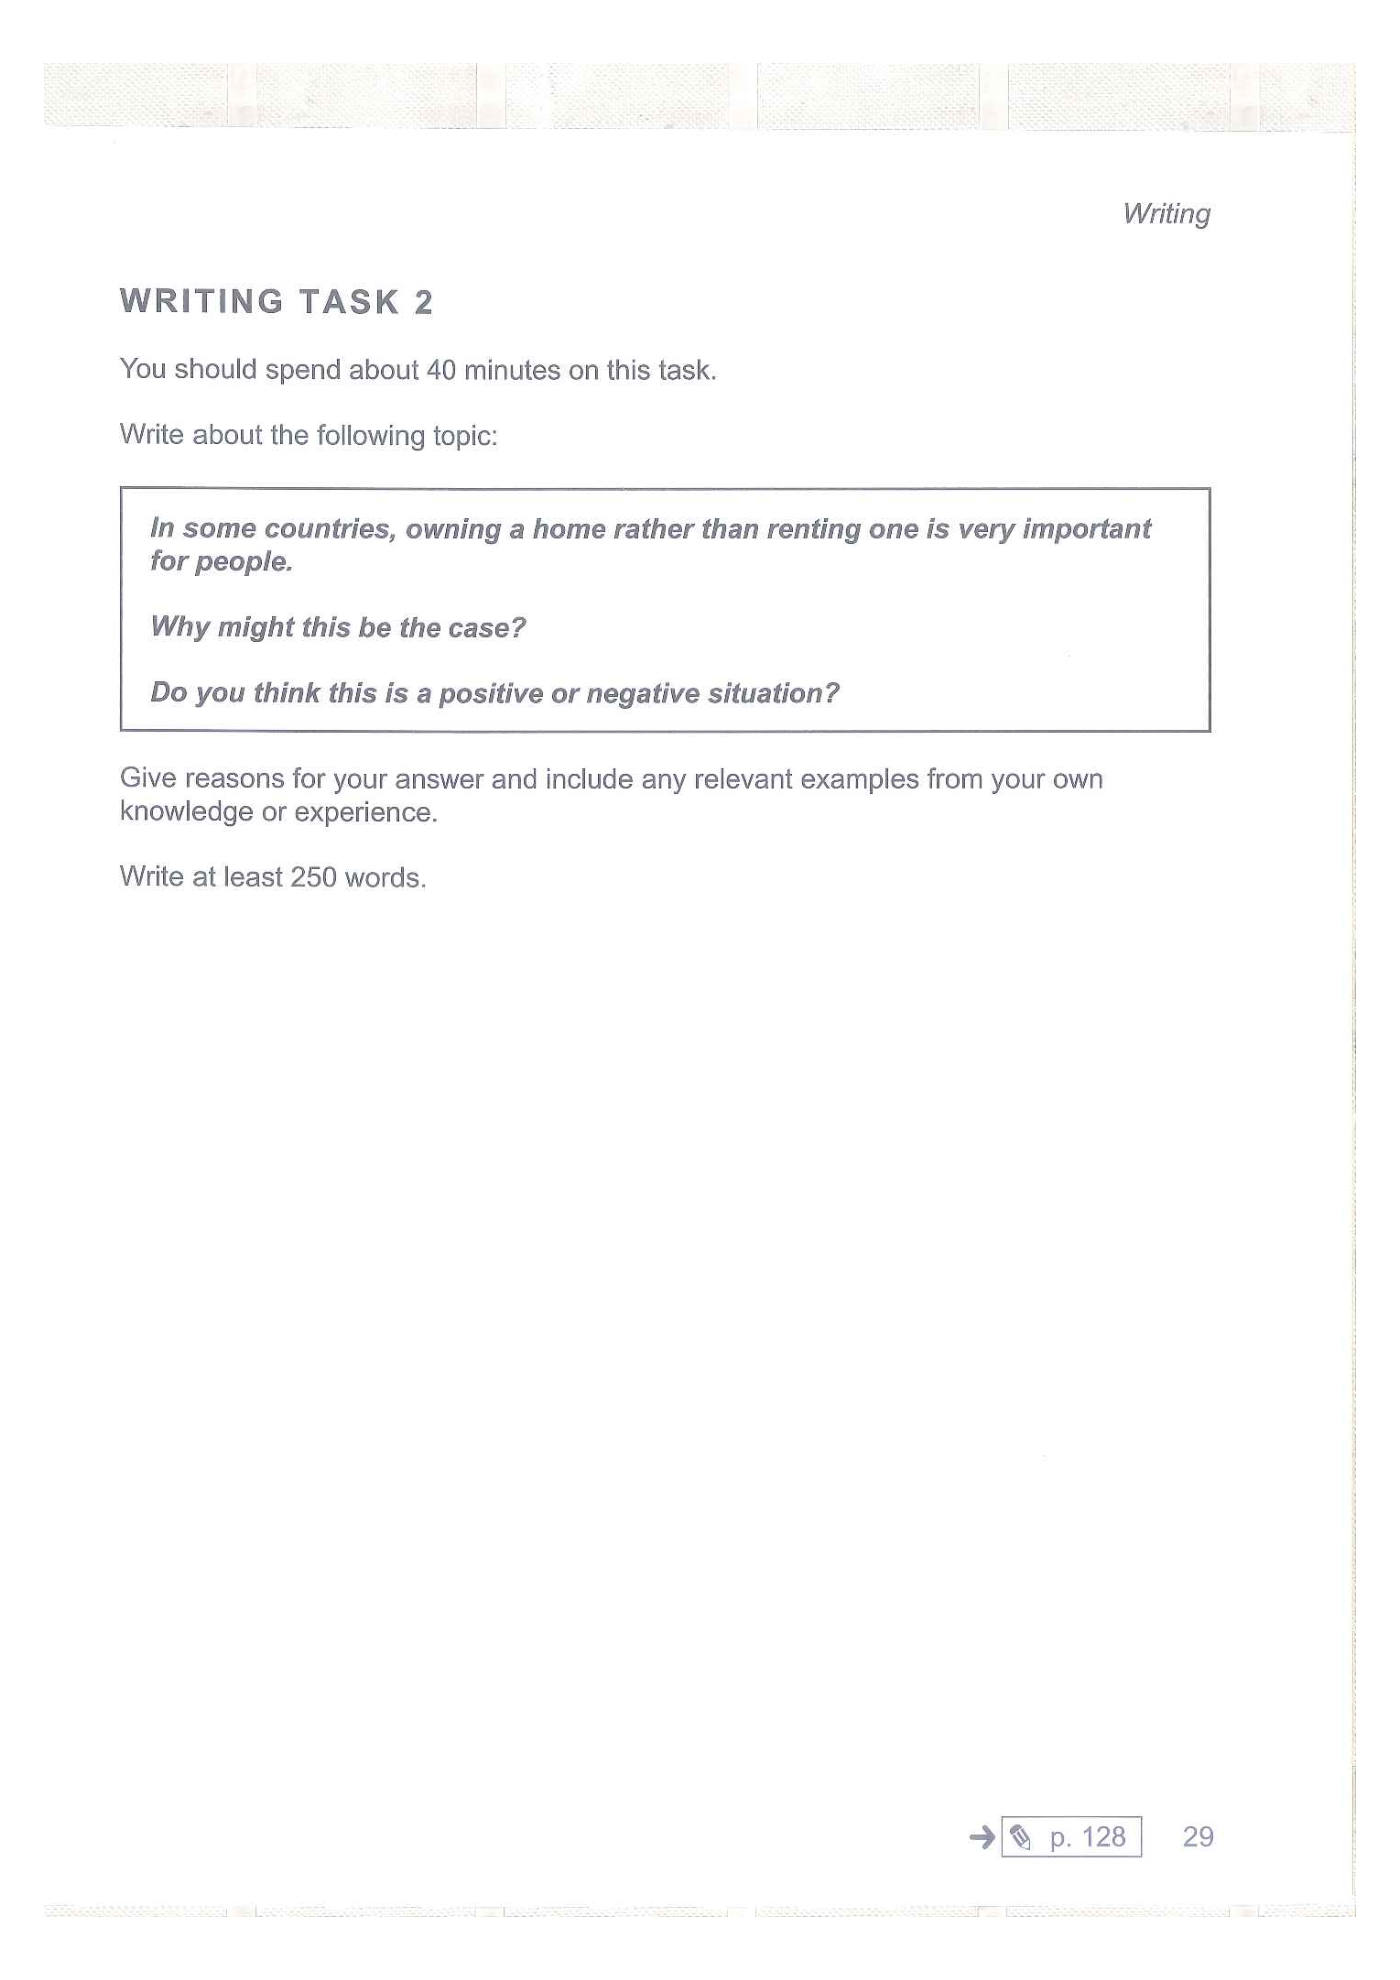 Writing
WRITING TASK 2
You should spend about 40 minutes on this task.
Write about the following topic:
In some countries, owning a home rather than renting one is very important
for people.
Why might this be the case?
Do you think this is a positive or negative situation?
Give reasons for your answer and include any relevant examples from your own
knowledge or experience.
Write at least 250 words.
p. 128
29